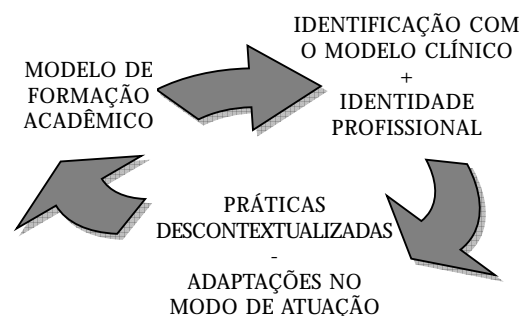 MODELO DE
FORMAÇÃO
ACADÊMICO
IDENTIFICAÇÃO COM
O MODELO CLÍNICO
+
IDENTIDADE
PROFISSIONAL
PRÁTICAS
DESCONTEXTUALIZADAS
-
ADAPTAÇÕES NO
MODO DE ATUAÇÃO